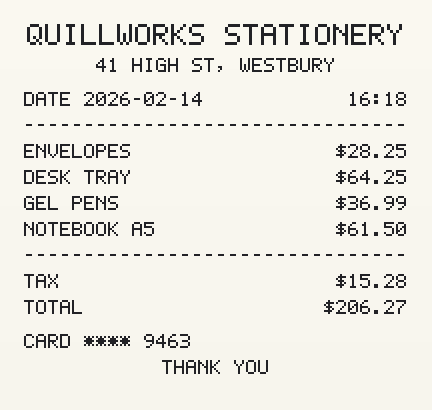 QUILLWORKS STATIONERY
41 HIGH ST, WESTBURY
DATE 2026-02-14 16:18
--------------------------------
ENVELOPES $28.25
DESK TRAY $64.25
GEL PENS $36.99
NOTEBOOK A5 $61.50
--------------------------------
TAX $15.28
TOTAL $206.27
CARD **** 9463
THANK YOU